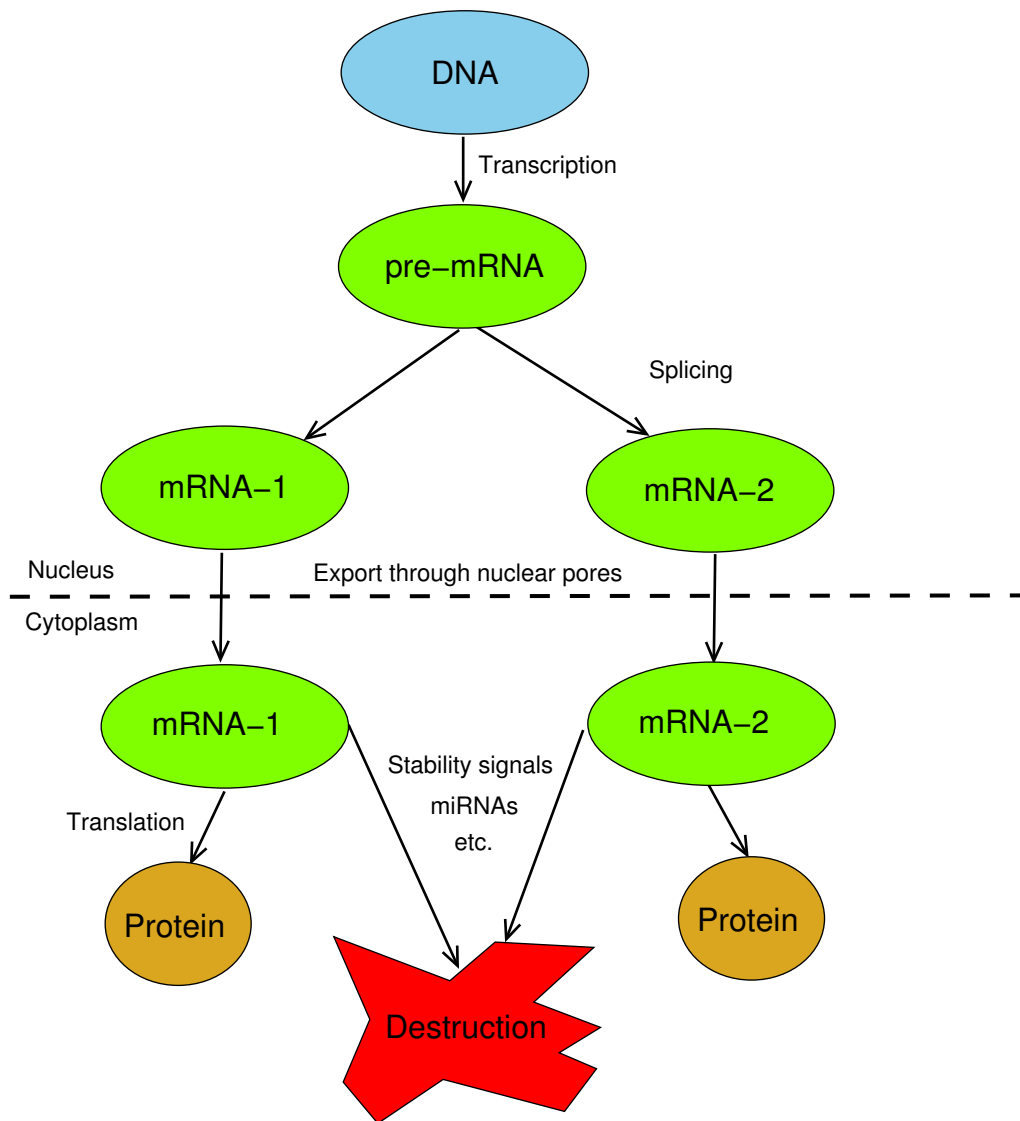 DNA
Transcription
pre−mRNA
Splicing
mRNA−1
mRNA−2
Nucleus
Export through nuclear pores
Cytoplasm
mRNA−1
mRNA−2
Stability signals
miRNAs
etc.
Translation
Protein
Protein
Destruction